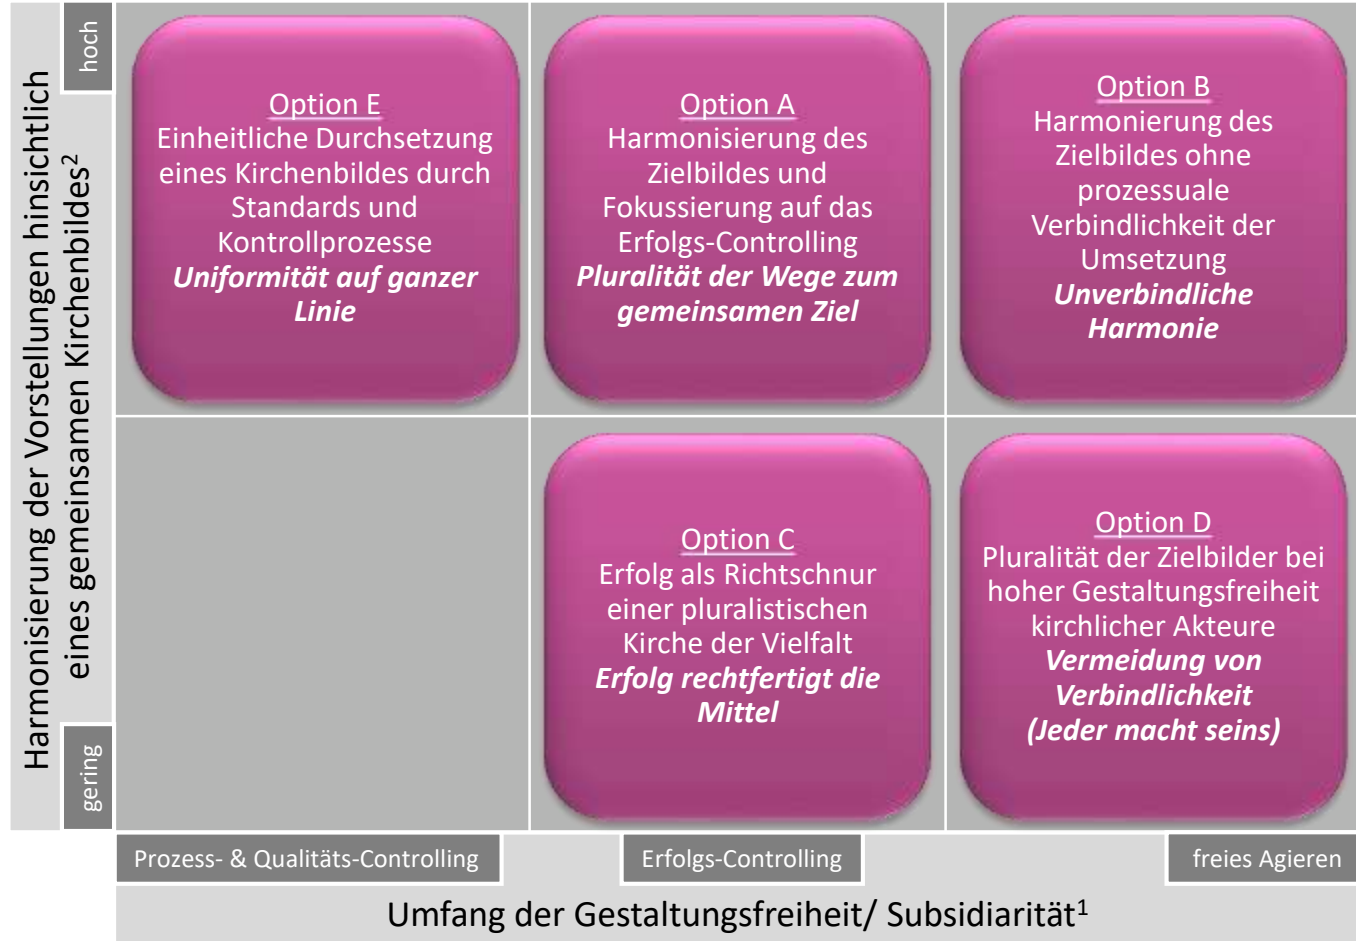 Harmonisierung der Vorstellungen hinsichtlich
eines gemeinsamen Kirchenbildes²
hoch
gering
Option E
Einheitliche Durchsetzung
eines Kirchenbildes durch
Standards und
Kontrollprozesse
Uniformität auf ganzer
Linie
Option A
Harmonisierung des
Zielbildes und
Fokussierung auf das
Erfolgs-Controlling
Pluralität der Wege zum
gemeinsamen Ziel
Option B
Harmonierung des
Zielbildes ohne
prozessuale
Verbindlichkeit der
Umsetzung
Unverbindliche
Harmonie
Option C
Erfolg als Richtschnur
einer pluralistischen
Kirche der Vielfalt
Erfolg rechtfertigt die
Mittel
Option D
Pluralität der Zielbilder bei
hoher Gestaltungsfreiheit
kirchlicher Akteure
Vermeidung von
Verbindlichkeit
(Jeder macht seins)
Prozess- & Qualitäts-Controlling
Erfolgs-Controlling
freies Agieren
Umfang der Gestaltungsfreiheit/ Subsidiarität¹